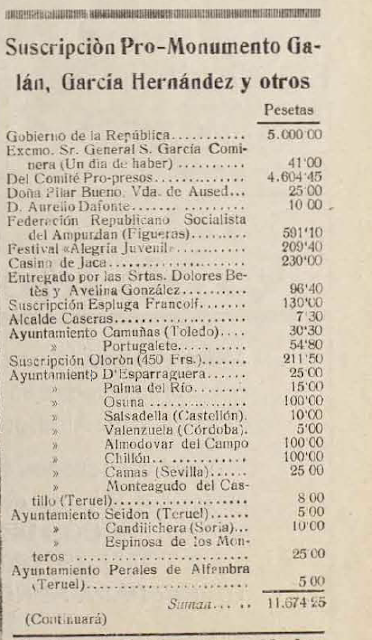 Suscripciòn Pro-Monumento Ga-
lán, García Hernández y otros
Pesetas
Gobierno de la República........... 5.000'00
Excmo. Sr. General S. García Comi-
nera (Un día de haber) .......... 41'00
Del Comité Pro-presos............. 4.604'45
Doña Pilar Bueno, Vda. de Aused... 25'00
D. Aurelio Dafonte................ 10'00
Federación Republicano Socialista
del Ampurdan (Figueras)........ 591'10
Festival «Alegría Juvenil»........ 209'40
Casino de Jaca.................... 230'00
Entregado por las Srtas. Dolores Be-
tès y Avelina González.......... 96'40
Suscripción Espluga Francolf...... 130'00
Alcalde Caseras................... 7'30
Ayuntamiento Camuñas (Toledo).... 30'30
» Portugalete..... 54'80
Suscripción Olorón (450 Frs.)..... 211'50
Ayuntamiento D'Esparraguera...... 25'00
» Palma del Río..... 15'00
» Osuna ............ 100'00
» Salsadella (Castellón). 10'00
» Valenzuela (Córdoba). 5'00
» Almodovar del Campo 100'00
» Chillón........... 100'00
» Camas (Sevilla)..... 25'00
» Monteagudo del Cas-
tillo (Teruel)................ 8'00
Ayuntamiento Seidon (Teruel)..... 5'00
» Candilichera (Soria)... 10'00
» Espinosa de los Mon-
teros ..................... 25'00
Ayuntamiento Perales de Alfambra
(Teruel)..................... 5'00
Suman..... 11.674'25
(Continuará)